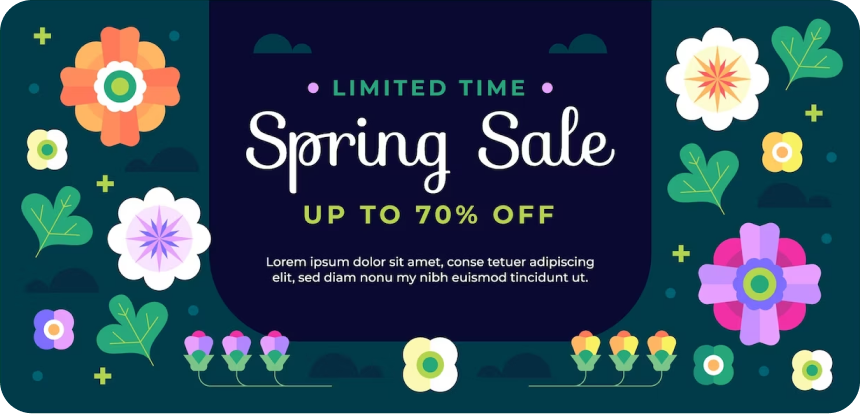 LIMITED TIME
Spring Sale
UP TO 70% OFF
Lorem ipsum dolor sit amet, conse tetuer adipiscing
elit, sed diam nonu my nibh euismod tincidunt ut.